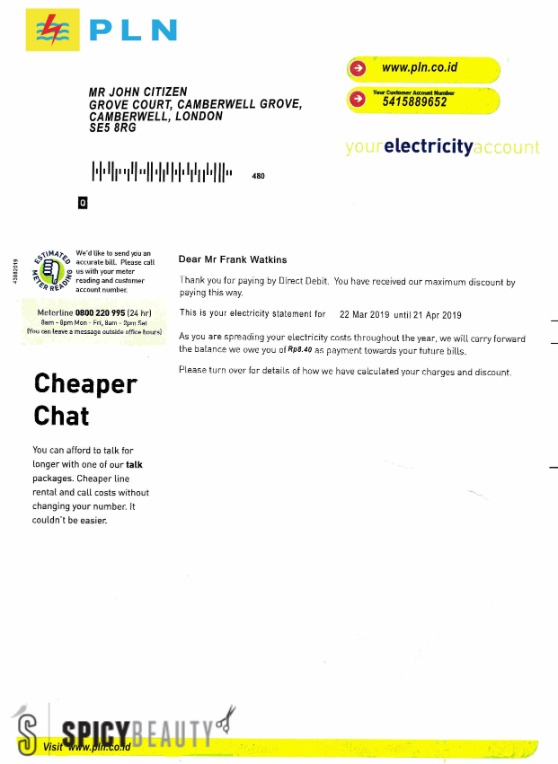 PLN
www.pln.co.id
Your Customer Account Number
5415889652
MR JOHN CITIZEN
GROVE COURT, CAMBERWELL GROVE,
CAMBERWELL, LONDON
SE5 8RG
yourelectricityaccount
480
0
43082019
ESTIMATED
METER READING
We'd like to send you an
accurate bill. Please call
us with your meter
reading and customer
account number.
Meterline 0800 220 995 (24 hr)
8am - 8pm Mon - Fri, 8am - 2pm Sat
(You can leave a message outside office hours)
Dear Mr Frank Watkins
Thank you for paying by Direct Debit. You have received our maximum discount by
paying this way.
This is your electricity statement for 22 Mar 2019 until 21 Apr 2019
As you are spreading your electricity costs throughout the year, we will carry forward
the balance we owe you of Rp8.40 as payment towards your future bills.
Please turn over for details of how we have calculated your charges and discount.
Cheaper
Chat
You can afford to talk for
longer with one of our talk
packages. Cheaper line
rental and call costs without
changing your number. It
couldn't be easier.
S SPICYBEAUTY
Visit www.pln.co.id